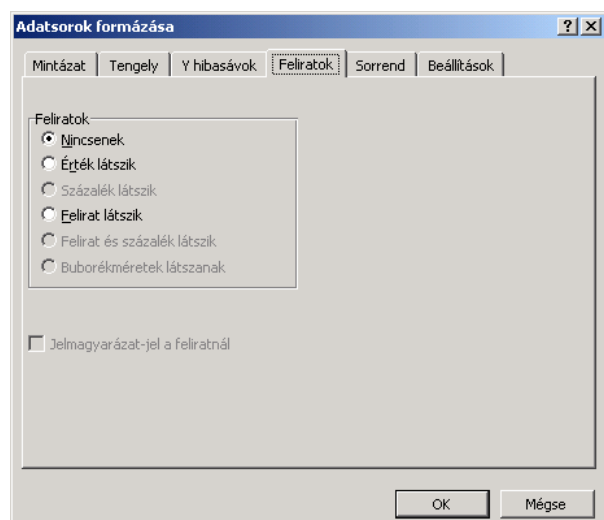 Adatsorok formázása
Mintázat Tengely Y hibasávok Feliratok Sorrend Beállítások
Feliratok
Nincsenek
Érték látszik
Százalék látszik
Felirat látszik
Felirat és százalék látszik
Buborékméretek látszanak
Jelmagyarázat-jel a feliratnál
OK Mégse